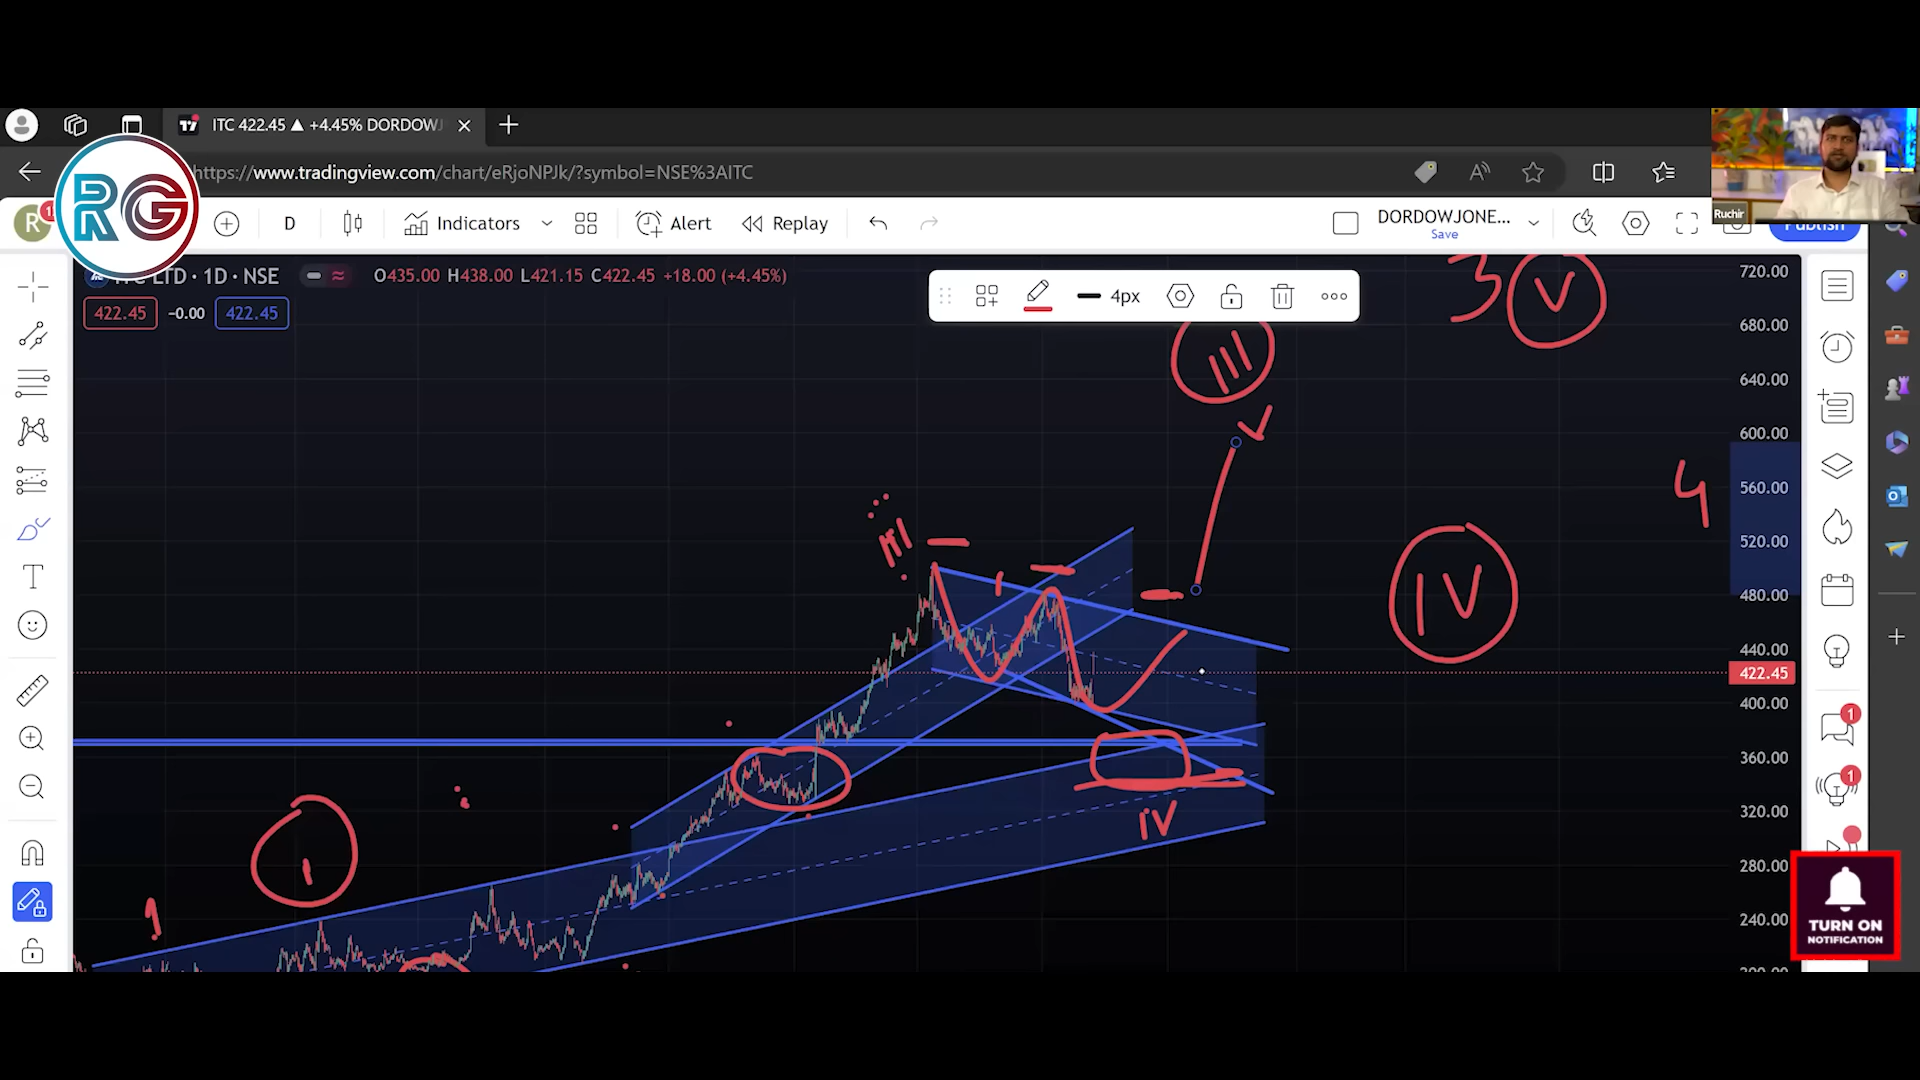 ITC 422.45 ▲ +4.45% DORDOWJ
https://www.tradingview.com/chart/eRjoNPJk/?symbol=NSE%3AITC
Ruchir
RG
R
D
Indicators
Alert
Replay
DORDOWJONE...
Save
Publish
LTD · 1D · NSE
O435.00 H438.00 L421.15 C422.45 +18.00 (+4.45%)
422.45
−0.00
422.45
4px
3
V
III
V
III
4
IV
IV
I
1
720.00
680.00
640.00
600.00
560.00
520.00
480.00
440.00
422.45
400.00
360.00
320.00
280.00
240.00
1
1
TURN ON
NOTIFICATION